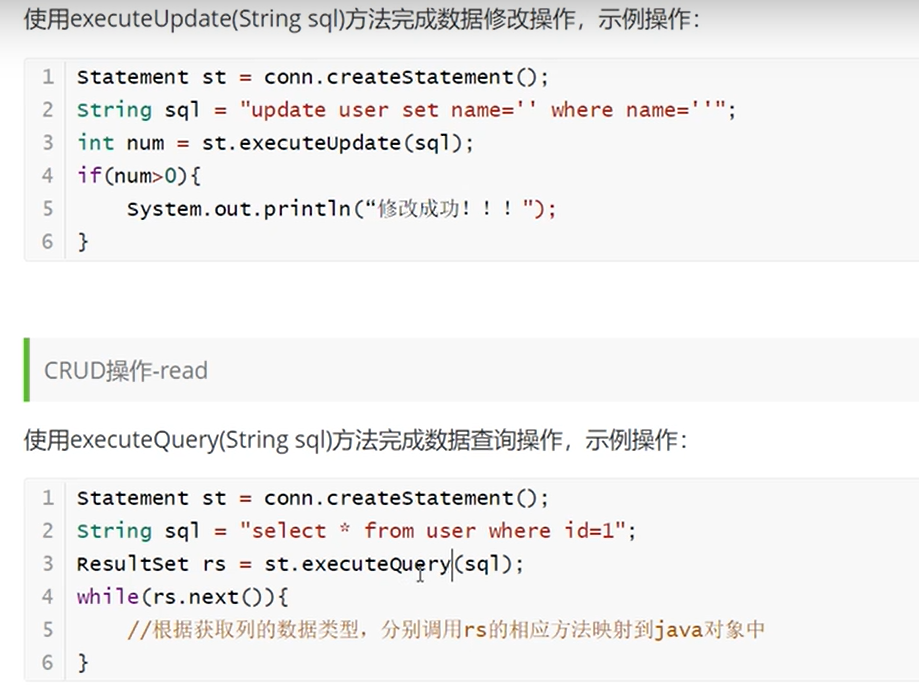 使用executeUpdate(String sql)方法完成数据修改操作，示例操作：
1 Statement st = conn.createStatement();
2 String sql = "update user set name='' where name=''";
3 int num = st.executeUpdate(sql);
4 if(num>0){
5 System.out.println(“修改成功！！！");
6 }
CRUD操作-read
使用executeQuery(String sql)方法完成数据查询操作，示例操作：
1 Statement st = conn.createStatement();
2 String sql = "select * from user where id=1";
3 ResultSet rs = st.executeQuery(sql);
4 while(rs.next()){
5 //根据获取列的数据类型，分别调用rs的相应方法映射到java对象中
6 }